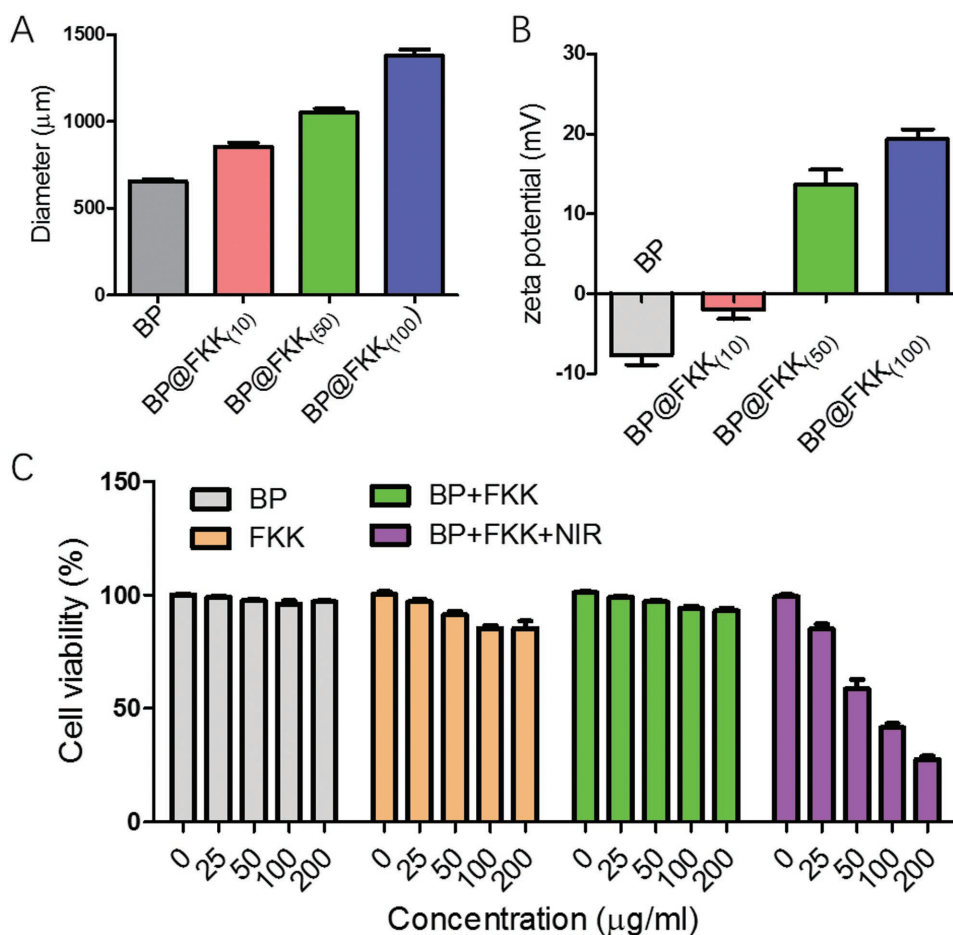 A
Diameter (μm)
1500
1000
500
0
BP
BP@FKK(10)
BP@FKK(50)
BP@FKK(100)
B
zeta potential (mV)
30
20
10
0
-10
BP
BP@FKK(10)
BP@FKK(50)
BP@FKK(100)
C
Cell viability (%)
150
100
50
0
BP
FKK
BP+FKK
BP+FKK+NIR
0 25 50 100 200 0 25 50 100 200 0 25 50 100 200 0 25 50 100 200
Concentration (μg/ml)